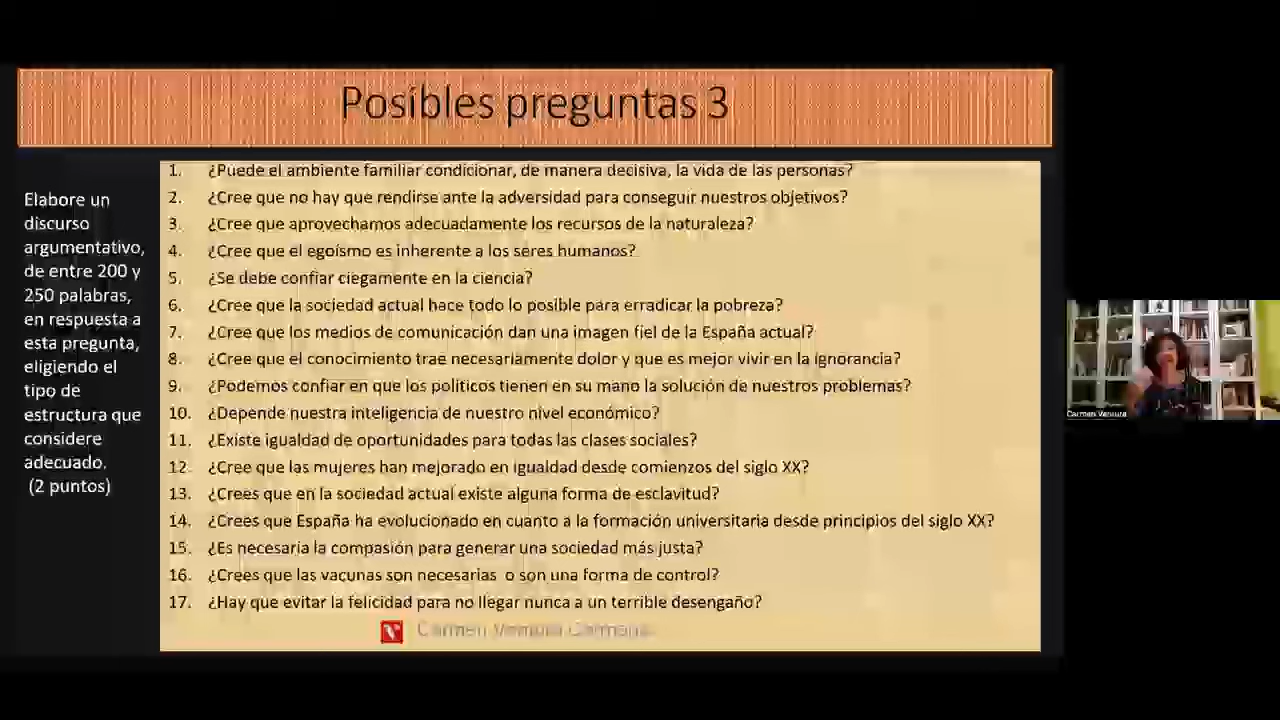 Posibles preguntas 3
Elabore un
discurso
argumentativo,
de entre 200 y
250 palabras,
en respuesta a
esta pregunta,
eligiendo el
tipo de
estructura que
considere
adecuado.
(2 puntos)
1. ¿Puede el ambiente familiar condicionar, de manera decisiva, la vida de las personas?
2. ¿Cree que no hay que rendirse ante la adversidad para conseguir nuestros objetivos?
3. ¿Cree que aprovechamos adecuadamente los recursos de la naturaleza?
4. ¿Cree que el egoísmo es inherente a los seres humanos?
5. ¿Se debe confiar ciegamente en la ciencia?
6. ¿Cree que la sociedad actual hace todo lo posible para erradicar la pobreza?
7. ¿Cree que los medios de comunicación dan una imagen fiel de la España actual?
8. ¿Cree que el conocimiento trae necesariamente dolor y que es mejor vivir en la ignorancia?
9. ¿Podemos confiar en que los políticos tienen en su mano la solución de nuestros problemas?
10. ¿Depende nuestra inteligencia de nuestro nivel económico?
11. ¿Existe igualdad de oportunidades para todas las clases sociales?
12. ¿Cree que las mujeres han mejorado en igualdad desde comienzos del siglo XX?
13. ¿Crees que en la sociedad actual existe alguna forma de esclavitud?
14. ¿Crees que España ha evolucionado en cuanto a la formación universitaria desde principios del siglo XX?
15. ¿Es necesaria la compasión para generar una sociedad más justa?
16. ¿Crees que las vacunas son necesarias o son una forma de control?
17. ¿Hay que evitar la felicidad para no llegar nunca a un terrible desengaño?
Carmen Ventura
Carmen Ventura